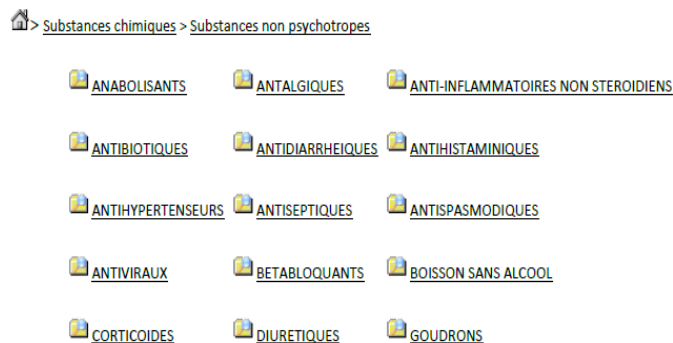 > Substances chimiques > Substances non psychotropes
ANABOLISANTS ANTALGIQUES ANTI-INFLAMMATOIRES NON STEROIDIENS
ANTIBIOTIQUES ANTIDIARRHEIQUES ANTIHISTAMINIQUES
ANTIHYPERTENSEURS ANTISEPTIQUES ANTISPASMODIQUES
ANTIVIRAUX BETABLOQUANTS BOISSON SANS ALCOOL
CORTICOIDES DIURETIQUES GOUDRONS